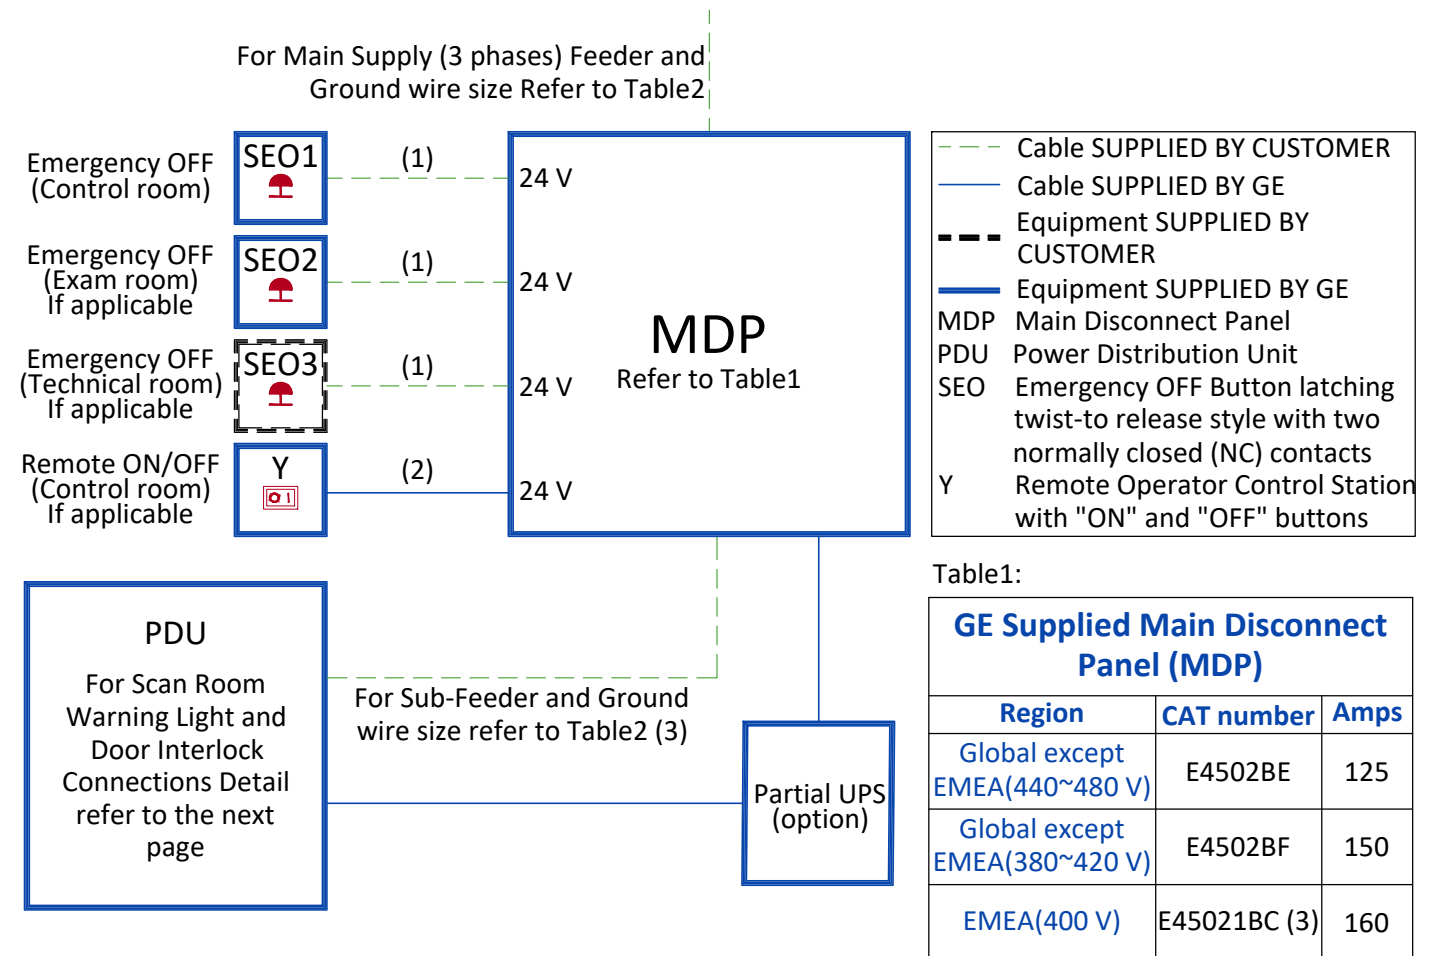 For Main Supply (3 phases) Feeder and
Ground wire size Refer to Table2
Emergency OFF
(Control room)
SEO1
(1)
24 V
Emergency OFF
(Exam room)
If applicable
SEO2
(1)
24 V
Emergency OFF
(Technical room)
If applicable
SEO3
(1)
24 V
Remote ON/OFF
(Control room)
If applicable
Y
(2)
24 V
MDP
Refer to Table1
Cable SUPPLIED BY CUSTOMER
Cable SUPPLIED BY GE
Equipment SUPPLIED BY
CUSTOMER
Equipment SUPPLIED BY GE
MDP Main Disconnect Panel
PDU Power Distribution Unit
SEO Emergency OFF Button latching
twist-to release style with two
normally closed (NC) contacts
Y Remote Operator Control Station
with "ON" and "OFF" buttons
PDU
For Scan Room
Warning Light and
Door Interlock
Connections Detail
refer to the next
page
For Sub-Feeder and Ground
wire size refer to Table2 (3)
Partial UPS
(option)
Table1:
GE Supplied Main Disconnect
Panel (MDP)
Region CAT number Amps
Global except
EMEA(440~480 V) E4502BE 125
Global except
EMEA(380~420 V) E4502BF 150
EMEA(400 V) E45021BC (3) 160